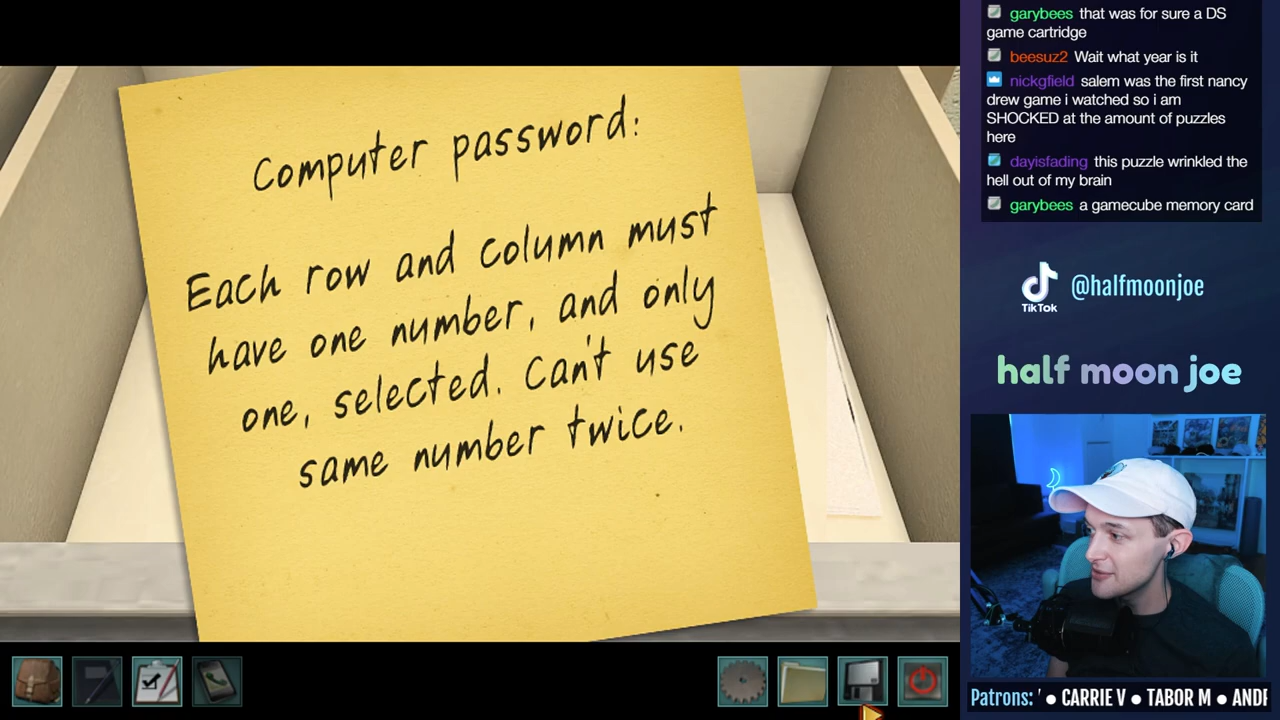 Computer password:
Each row and column must
have one number, and only
one, selected. Can't use
same number twice.
garybees that was for sure a DS
game cartridge
beesuz2 Wait what year is it
nickgfield salem was the first nancy
drew game i watched so i am
SHOCKED at the amount of puzzles
here
dayisfading this puzzle wrinkled the
hell out of my brain
garybees a gamecube memory card
TikTok
@halfmoonjoe
half moon joe
Patrons: ' ● CARRIE V ● TABOR M ●